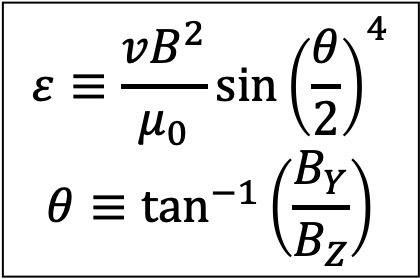 ε ≡ vB²/μ₀ sin(θ/2)⁴
θ ≡ tan⁻¹(B_Y/B_Z)